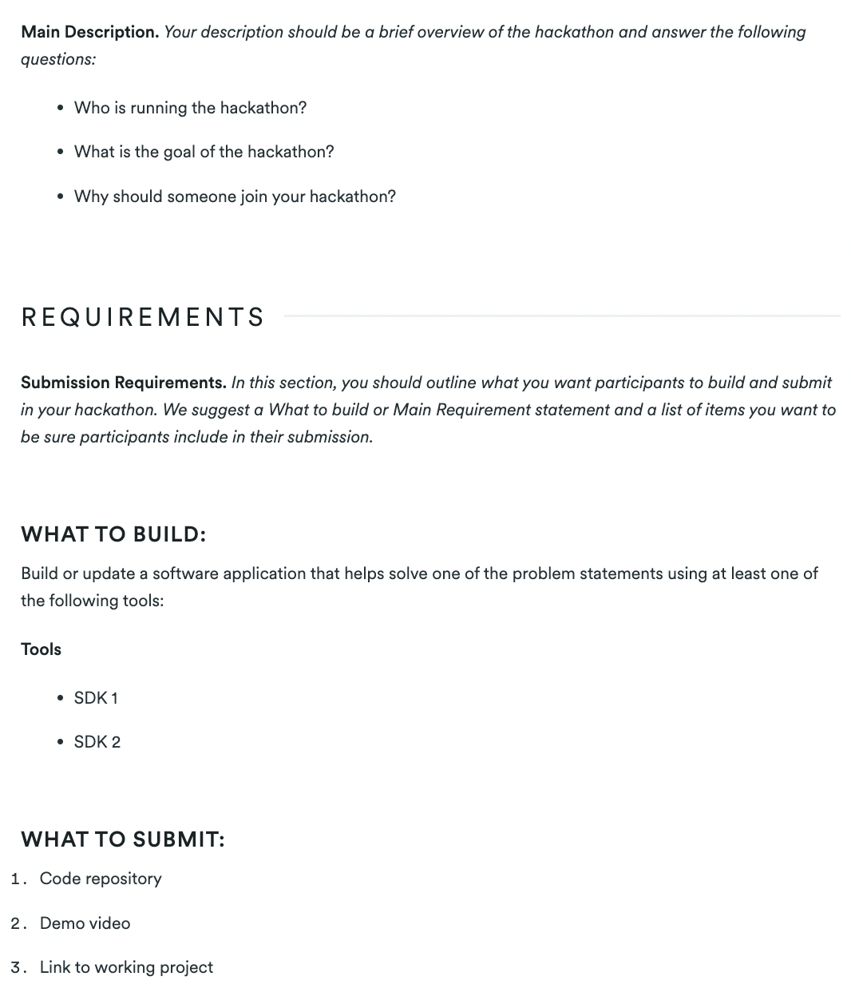 Main Description. Your description should be a brief overview of the hackathon and answer the following
questions:
• Who is running the hackathon?
• What is the goal of the hackathon?
• Why should someone join your hackathon?
REQUIREMENTS
Submission Requirements. In this section, you should outline what you want participants to build and submit
in your hackathon. We suggest a What to build or Main Requirement statement and a list of items you want to
be sure participants include in their submission.
WHAT TO BUILD:
Build or update a software application that helps solve one of the problem statements using at least one of
the following tools:
Tools
• SDK 1
• SDK 2
WHAT TO SUBMIT:
1. Code repository
2. Demo video
3. Link to working project